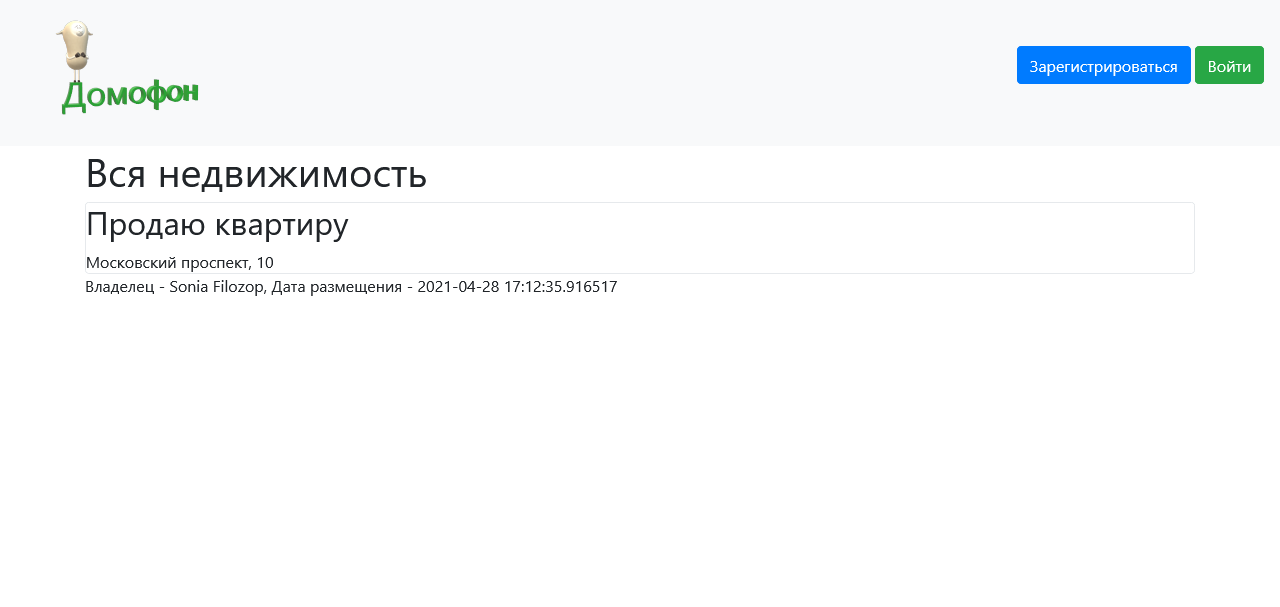 Домофон
Зарегистрироваться
Войти
Вся недвижимость
Продаю квартиру
Московский проспект, 10
Владелец - Sonia Filozop, Дата размещения - 2021-04-28 17:12:35.916517